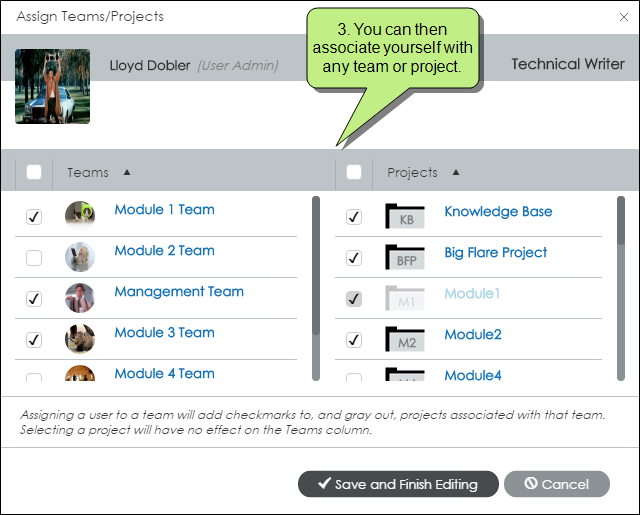 Assign Teams/Projects
3. You can then
associate yourself with
any team or project.
Lloyd Dobler (User Admin)
Technical Writer
Teams
Projects
Module 1 Team
Module 2 Team
Management Team
Module 3 Team
Module 4 Team
KB Knowledge Base
BFP Big Flare Project
M1 Module1
M2 Module2
Module4
Assigning a user to a team will add checkmarks to, and gray out, projects associated with that team.
Selecting a project will have no effect on the Teams column.
Save and Finish Editing
Cancel